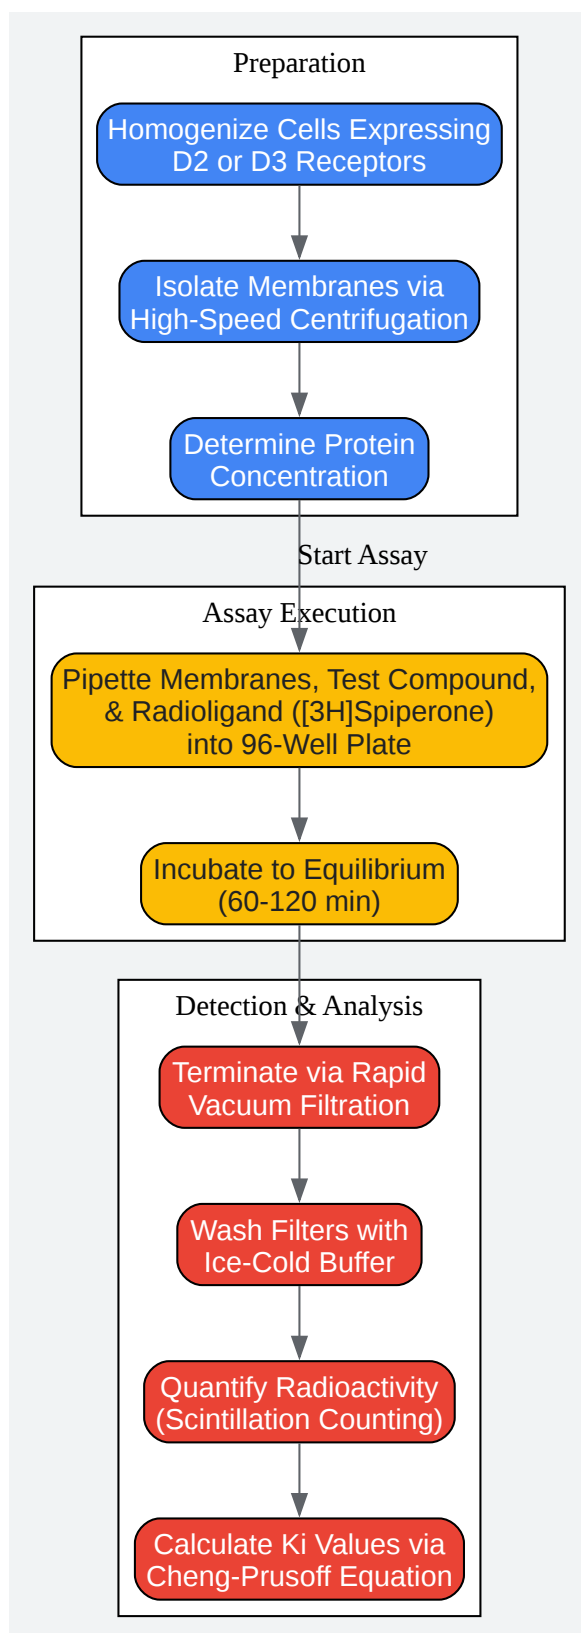 Preparation
Homogenize Cells Expressing
D2 or D3 Receptors
Isolate Membranes via
High-Speed Centrifugation
Determine Protein
Concentration
Start Assay
Assay Execution
Pipette Membranes, Test Compound,
& Radioligand ([3H]Spiperone)
into 96-Well Plate
Incubate to Equilibrium
(60-120 min)
Detection & Analysis
Terminate via Rapid
Vacuum Filtration
Wash Filters with
Ice-Cold Buffer
Quantify Radioactivity
(Scintillation Counting)
Calculate Ki Values via
Cheng-Prusoff Equation